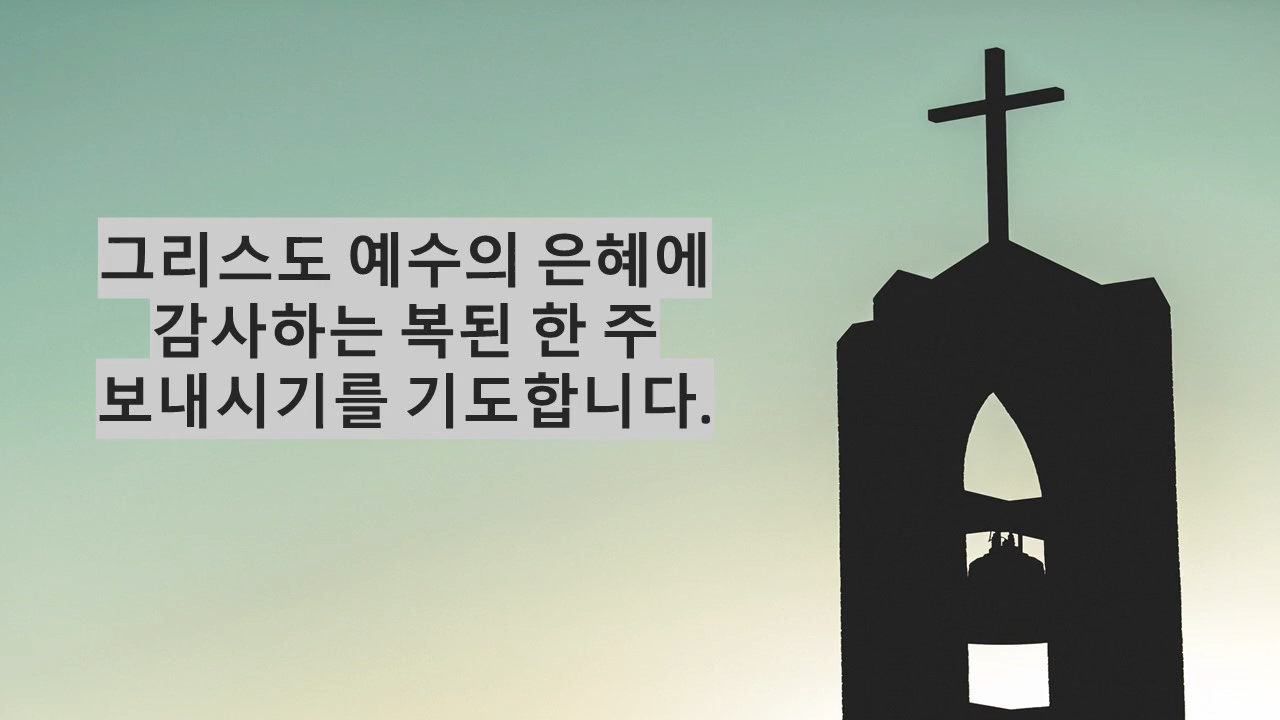 그리스도 예수의 은혜에
감사하는 복된 한 주
보내시기를 기도합니다.